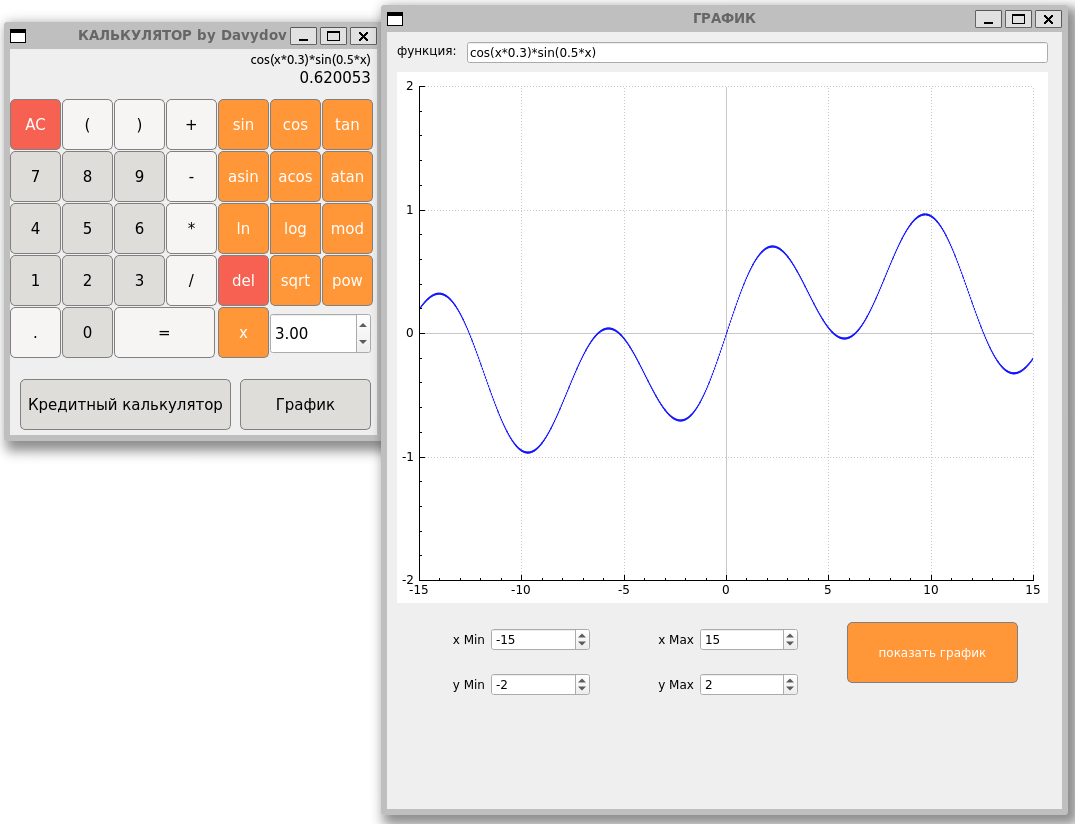 КАЛЬКУЛЯТОР by Davydov
cos(x*0.3)*sin(0.5*x)
0.620053
AC ( ) + sin cos tan
7 8 9 - asin acos atan
4 5 6 * ln log mod
1 2 3 / del sqrt pow
. 0 = x 3.00
Кредитный калькулятор График
ГРАФИК
функция: cos(x*0.3)*sin(0.5*x)
2
1
0
-1
-2
-15 -10 -5 0 5 10 15
x Min -15 x Max 15
показать график
y Min -2 y Max 2